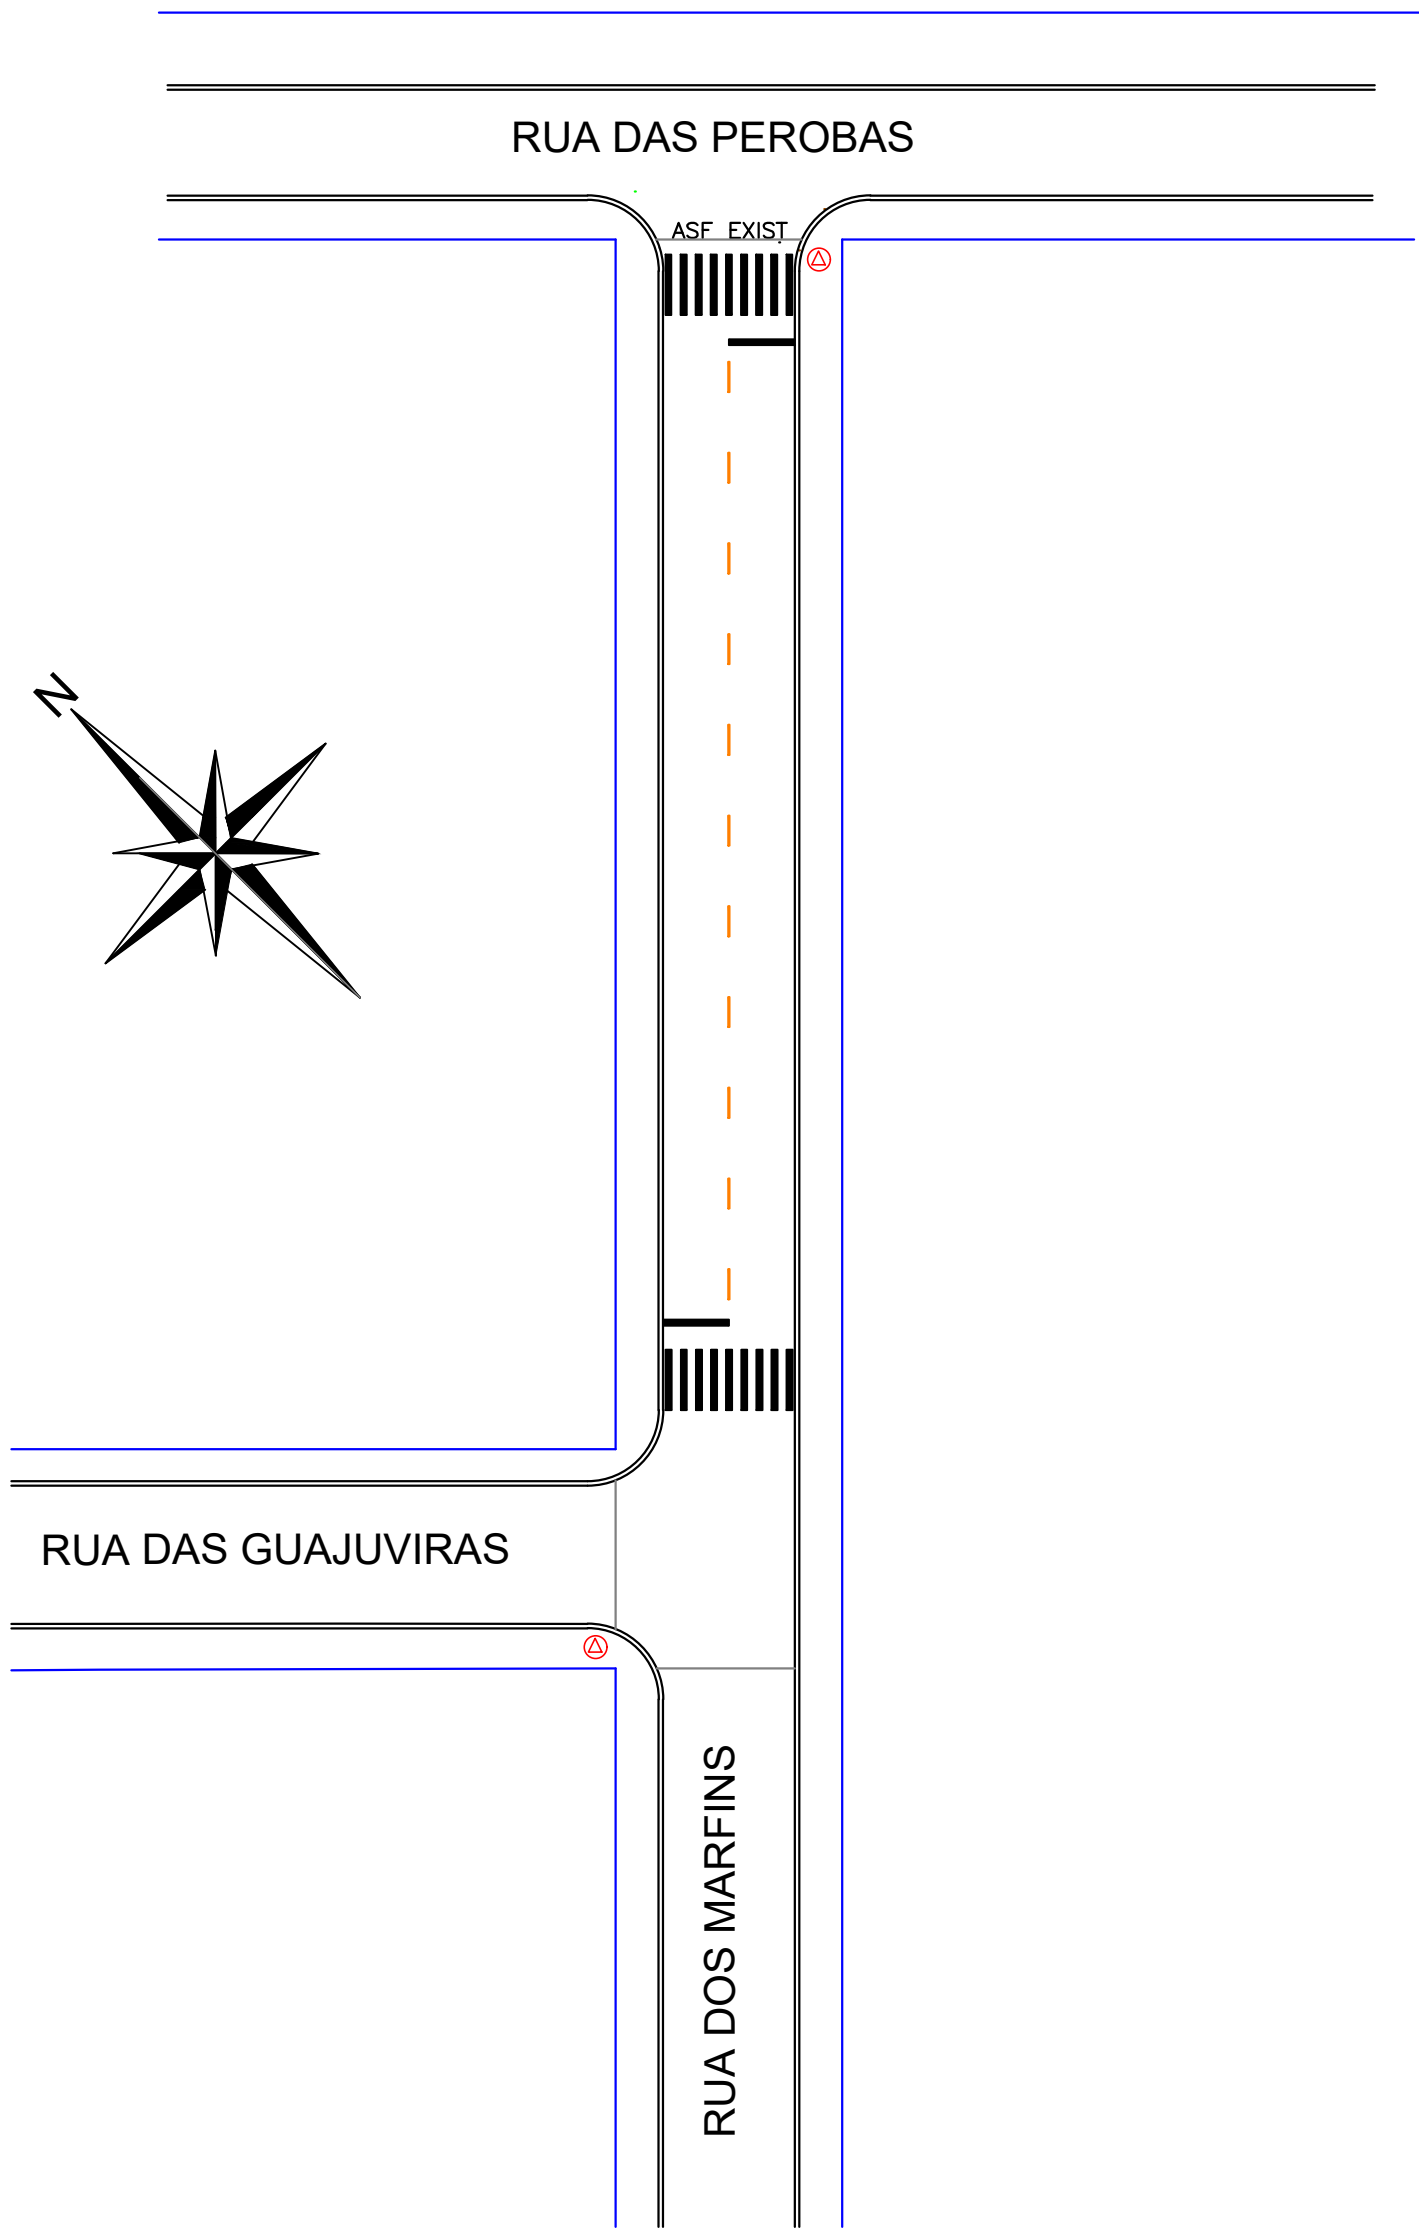 RUA DAS PEROBAS
ASF EXIST.
N
RUA DAS GUAJUVIRAS
RUA DOS MARFINS